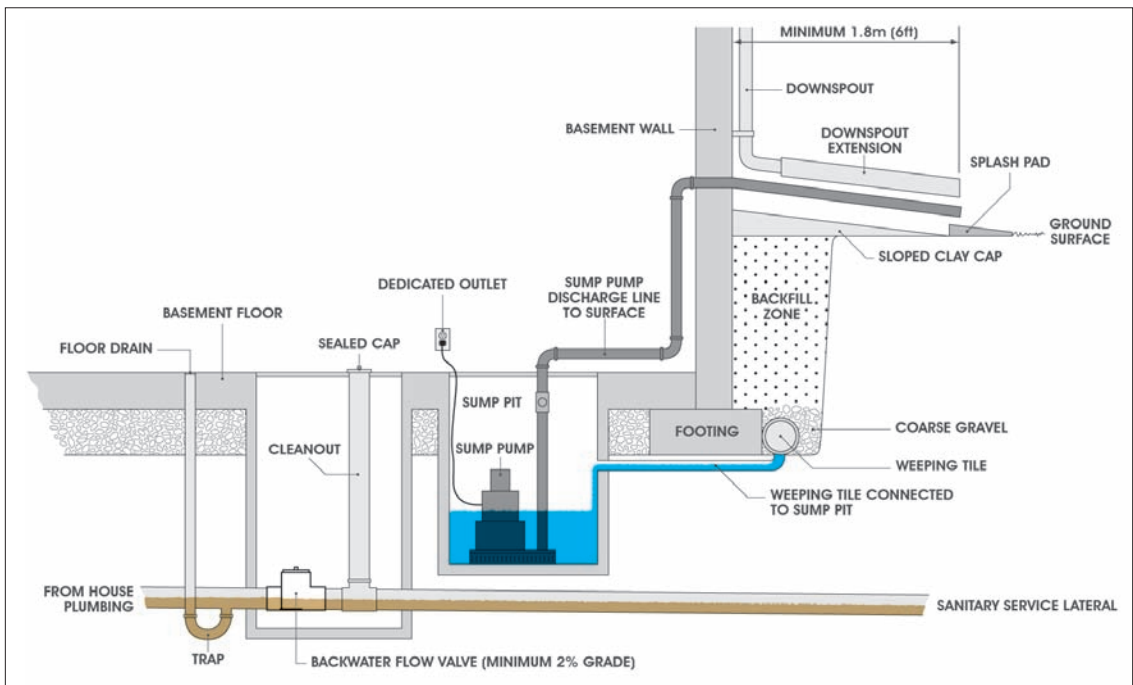 MINIMUM 1.8m (6ft)
DOWNSPOUT
BASEMENT WALL
DOWNSPOUT
EXTENSION
SPLASH PAD
GROUND
SURFACE
SLOPED CLAY CAP
DEDICATED OUTLET
SUMP PUMP
DISCHARGE LINE
TO SURFACE
BACKFILL
ZONE
BASEMENT FLOOR
FLOOR DRAIN
SEALED CAP
SUMP PIT
COARSE GRAVEL
FOOTING
CLEANOUT
SUMP PUMP
WEEPING TILE
WEEPING TILE CONNECTED
TO SUMP PIT
FROM HOUSE
PLUMBING
SANITARY SERVICE LATERAL
TRAP
BACKWATER FLOW VALVE (MINIMUM 2% GRADE)